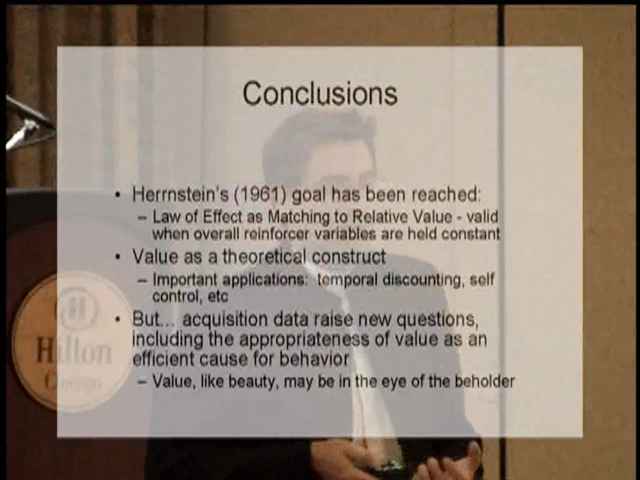 Conclusions
• Herrnstein's (1961) goal has been reached:
– Law of Effect as Matching to Relative Value - valid
when overall reinforcer variables are held constant
• Value as a theoretical construct
– Important applications: temporal discounting, self
control, etc
• But... acquisition data raise new questions,
including the appropriateness of value as an
efficient cause for behavior
– Value, like beauty, may be in the eye of the beholder
H
Hilton
Chicago